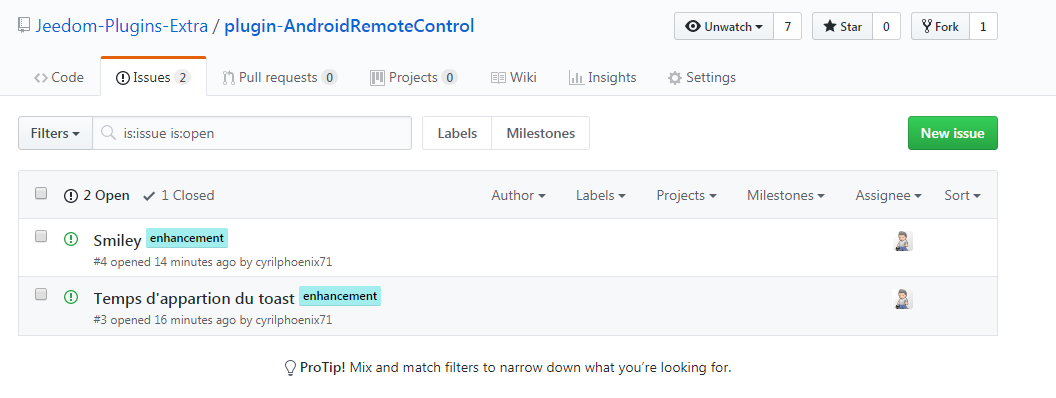 Jeedom-Plugins-Extra / plugin-AndroidRemoteControl Unwatch 7 Star 0 Fork 1
Code Issues 2 Pull requests 0 Projects 0 Wiki Insights Settings
Filters is:issue is:open Labels Milestones New issue
2 Open 1 Closed Author Labels Projects Milestones Assignee Sort
Smiley enhancement
#4 opened 14 minutes ago by cyrilphoenix71
Temps d'appartion du toast enhancement
#3 opened 16 minutes ago by cyrilphoenix71
ProTip! Mix and match filters to narrow down what you're looking for.